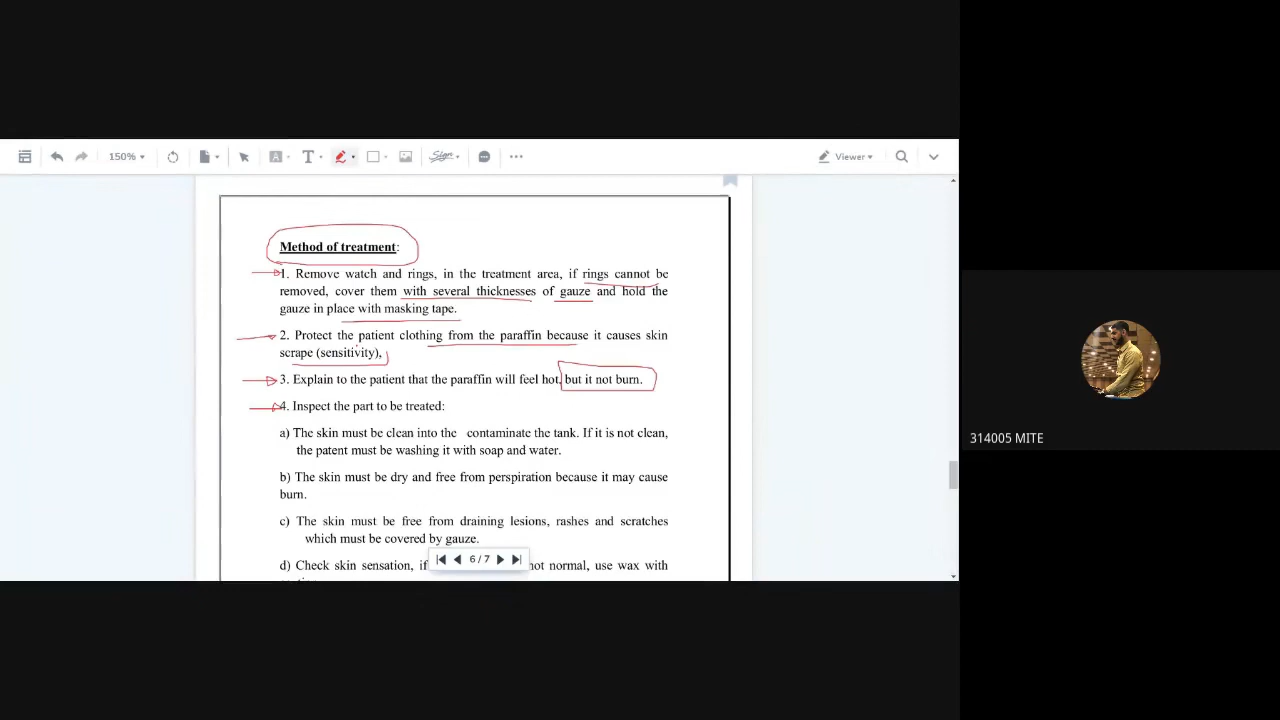 150%
T
Sign
Viewer
Method of treatment:
1. Remove watch and rings, in the treatment area, if rings cannot be
removed, cover them with several thicknesses of gauze and hold the
gauze in place with masking tape.
2. Protect the patient clothing from the paraffin because it causes skin
scrape (sensitivity),
3. Explain to the patient that the paraffin will feel hot, but it not burn.
4. Inspect the part to be treated:
a) The skin must be clean into the contaminate the tank. If it is not clean,
the patent must be washing it with soap and water.
b) The skin must be dry and free from perspiration because it may cause
burn.
c) The skin must be free from draining lesions, rashes and scratches
which must be covered by gauze.
d) Check skin sensation, if not normal, use wax with
6 / 7
314005 MITE